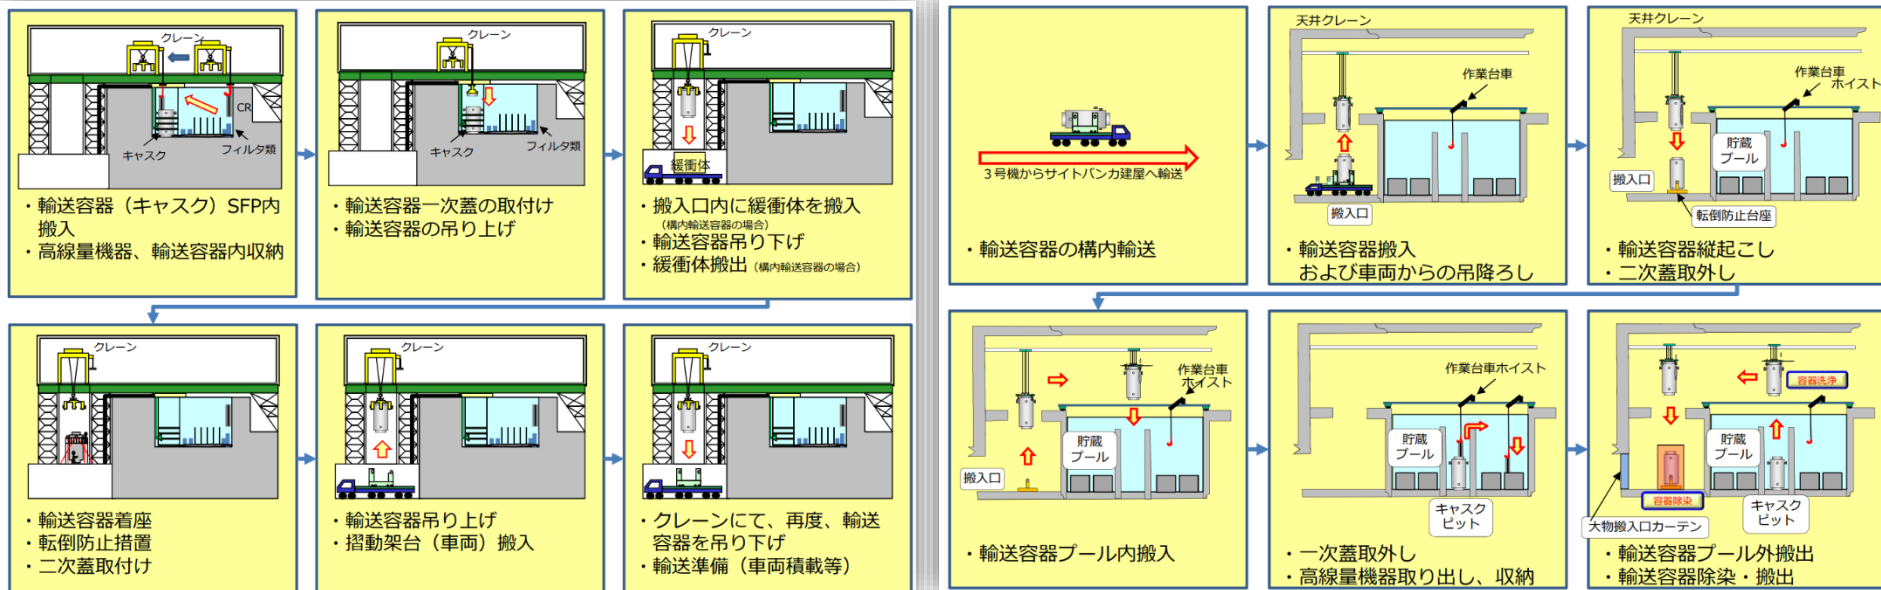 クレーン
CR
キャスク
フィルタ類
・輸送容器（キャスク）SFP内
搬入
・高線量機器、輸送容器内収納
クレーン
キャスク
フィルタ類
・輸送容器一次蓋の取付け
・輸送容器の吊り上げ
クレーン
緩衝体
・搬入口内に緩衝体を搬入
（構内輸送容器の場合）
・輸送容器吊り下げ
・緩衝体搬出（構内輸送容器の場合）
クレーン
・輸送容器着座
・転倒防止措置
・二次蓋取付け
クレーン
・輸送容器吊り上げ
・摺動架台（車両）搬入
クレーン
・クレーンにて、再度、輸送
容器を吊り下げ
・輸送準備（車両積載等）
３号機からサイトバンカ建屋へ輸送
・輸送容器の構内輸送
天井クレーン
作業台車
搬入口
・輸送容器搬入
および車両からの吊降ろし
天井クレーン
作業台車
ホイスト
貯蔵
プール
搬入口
転倒防止台座
・輸送容器縦起こし
・二次蓋取外し
作業台車
ホイスト
貯蔵
プール
搬入口
・輸送容器プール内搬入
作業台車ホイスト
貯蔵
プール
キャスク
ピット
・一次蓋取外し
・高線量機器取り出し、収納
容器洗浄
貯蔵
プール
容器除染
キャスク
ピット
大物搬入口カーテン
・輸送容器プール外搬出
・輸送容器除染・搬出